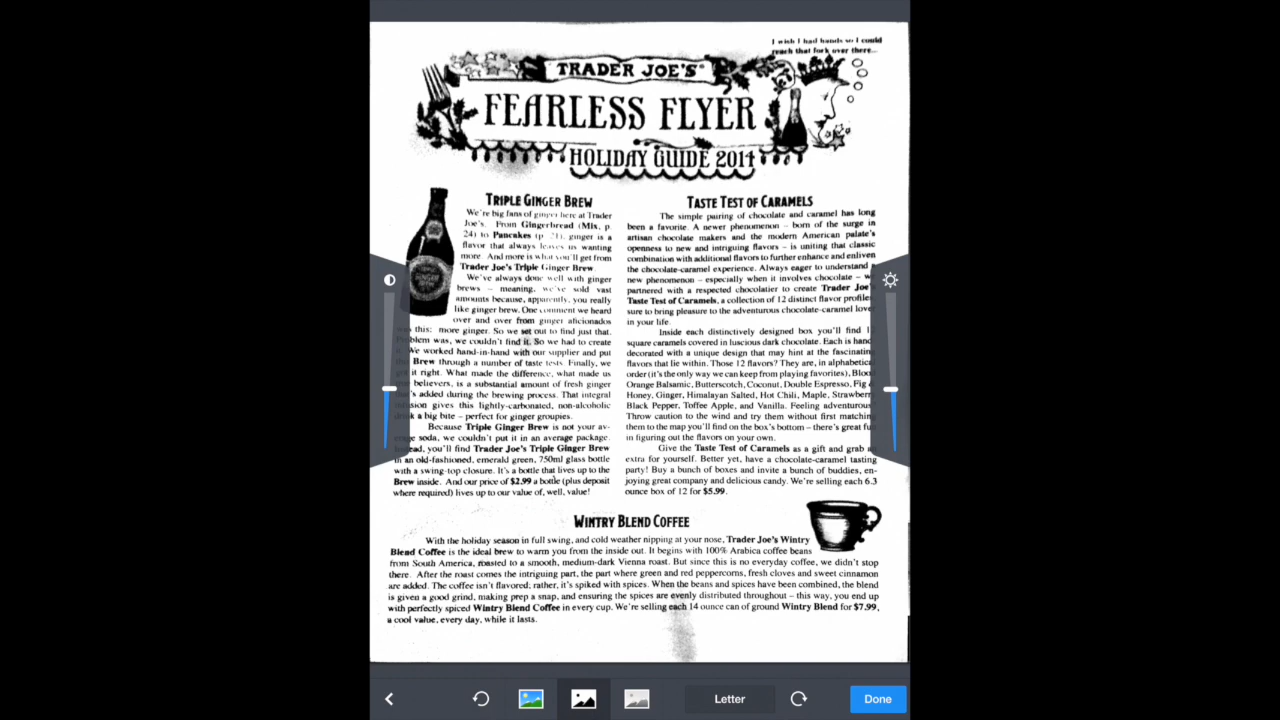 I wish I had hands so I could
reach that fork over there...
TRADER JOE'S
FEARLESS FLYER
HOLIDAY GUIDE 2014
TRIPLE GINGER BREW
We're big fans of ginger here at Trader
Joe's. From Gingerbread (Mix, p.
24) to Pancakes (p. 21), ginger is a
flavor that always leaves us wanting
more. And more is what you'll get from
Trader Joe's Triple Ginger Brew.
We've always done well with ginger
brews – meaning, we've sold vast
amounts because, apparently, you really
like ginger brew. One comment we heard
over and over from ginger aficionados
this: more ginger. So we set out to find just that.
was, we couldn't find it. So we had to create
We worked hand-in-hand with our supplier and put
Brew through a number of taste tests. Finally, we
it right. What made the difference, what made us
believers, is a substantial amount of fresh ginger
added during the brewing process. That integral
gives this lightly-carbonated, non-alcoholic
a big bite – perfect for ginger groupies.
Because Triple Ginger Brew is not your av-
soda, we couldn't put it in an average package.
you'll find Trader Joe's Triple Ginger Brew
in an old-fashioned, emerald green, 750ml glass bottle
with a swing-top closure. It's a bottle that lives up to the
Brew inside. And our price of $2.99 a bottle (plus deposit
where required) lives up to our value of, well, value!
TASTE TEST OF CARAMELS
The simple pairing of chocolate and caramel has long
been a favorite. A newer phenomenon – born of the surge in
artisan chocolate makers and the modern American palate's
openness to new and intriguing flavors – is uniting that classic
combination with additional flavors to further enhance and enliven
the chocolate-caramel experience. Always eager to understand
new phenomenon – especially when it involves chocolate –
partnered with a respected chocolatier to create Trader Joe's
Taste Test of Caramels, a collection of 12 distinct flavor profile
sure to bring pleasure to the adventurous chocolate-caramel lover
in your life.
Inside each distinctively designed box you'll find
square caramels covered in luscious dark chocolate. Each is hand
decorated with a unique design that may hint at the fascinating
flavors that lie within. Those 12 flavors? They are, in alphabetical
order (it's the only way we can keep from playing favorites), Blood
Orange Balsamic, Butterscotch, Coconut, Double Espresso, Fig &
Honey, Ginger, Himalayan Salted, Hot Chili, Maple, Strawberry
Black Pepper, Toffee Apple, and Vanilla. Feeling adventurous?
Throw caution to the wind and try them without first matching
them to the map you'll find on the box's bottom – there's great fun
in figuring out the flavors on your own.
Give the Taste Test of Caramels as a gift and grab
extra for yourself. Better yet, have a chocolate-caramel tasting
party! Buy a bunch of boxes and invite a bunch of buddies, en-
joying great company and delicious candy. We're selling each 6.3
ounce box of 12 for $5.99.
WINTRY BLEND COFFEE
With the holiday season in full swing, and cold weather nipping at your nose, Trader Joe's Wintry
Blend Coffee is the ideal brew to warm you from the inside out. It begins with 100% Arabica coffee beans
from South America, roasted to a smooth, medium-dark Vienna roast. But since this is no everyday coffee, we didn't stop
there. After the roast comes the intriguing part, the part where green and red peppercorns, fresh cloves and sweet cinnamon
are added. The coffee isn't flavored; rather, it's spiked with spices. When the beans and spices have been combined, the blend
is given a good grind, making prep a snap, and ensuring the spices are evenly distributed throughout – this way, you end up
with perfectly spiced Wintry Blend Coffee in every cup. We're selling each 14 ounce can of ground Wintry Blend for $7.99,
a cool value, every day, while it lasts.
Letter
Done